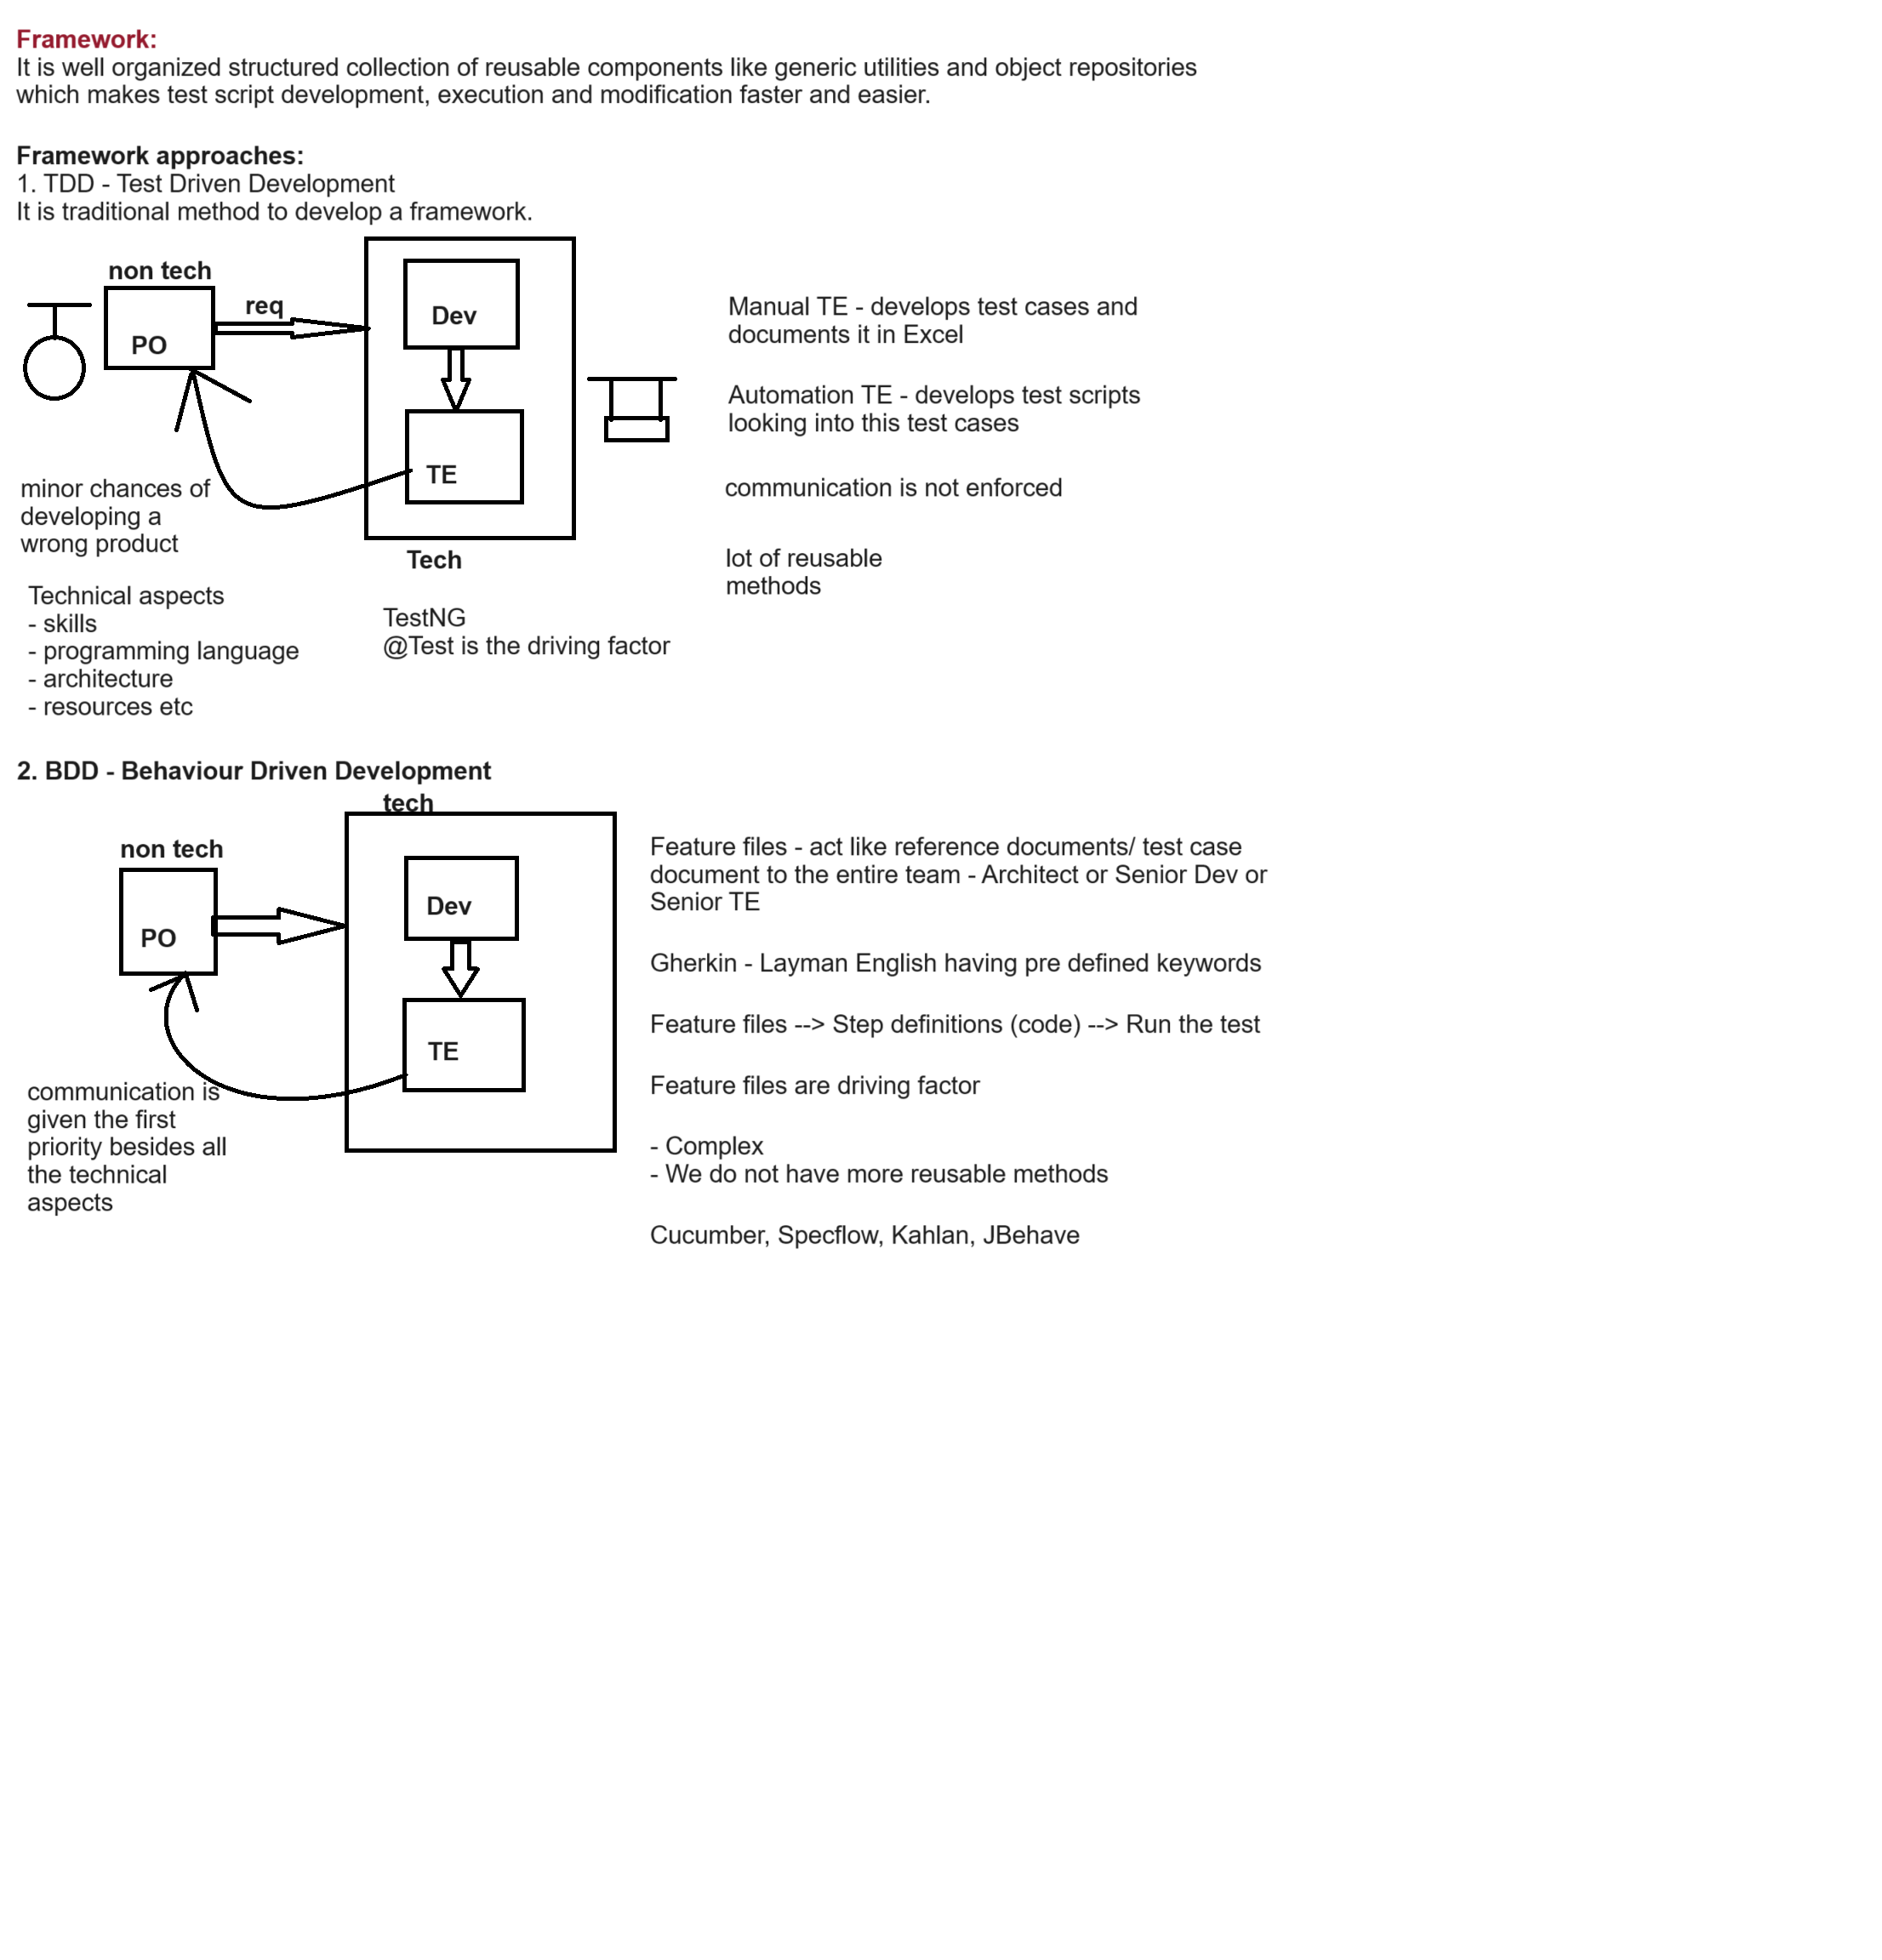 Framework:
It is well organized structured collection of reusable components like generic utilities and object repositories
which makes test script development, execution and modification faster and easier.
Framework approaches:
1. TDD - Test Driven Development
It is traditional method to develop a framework.
non tech
PO
req
Dev
TE
Tech
Manual TE - develops test cases and
documents it in Excel
Automation TE - develops test scripts
looking into this test cases
communication is not enforced
lot of reusable
methods
minor chances of
developing a
wrong product
Technical aspects
- skills
- programming language
- architecture
- resources etc
TestNG
@Test is the driving factor
2. BDD - Behaviour Driven Development
tech
non tech
PO
Dev
TE
communication is
given the first
priority besides all
the technical
aspects
Feature files - act like reference documents/ test case
document to the entire team - Architect or Senior Dev or
Senior TE
Gherkin - Layman English having pre defined keywords
Feature files --> Step definitions (code) --> Run the test
Feature files are driving factor
- Complex
- We do not have more reusable methods
Cucumber, Specflow, Kahlan, JBehave